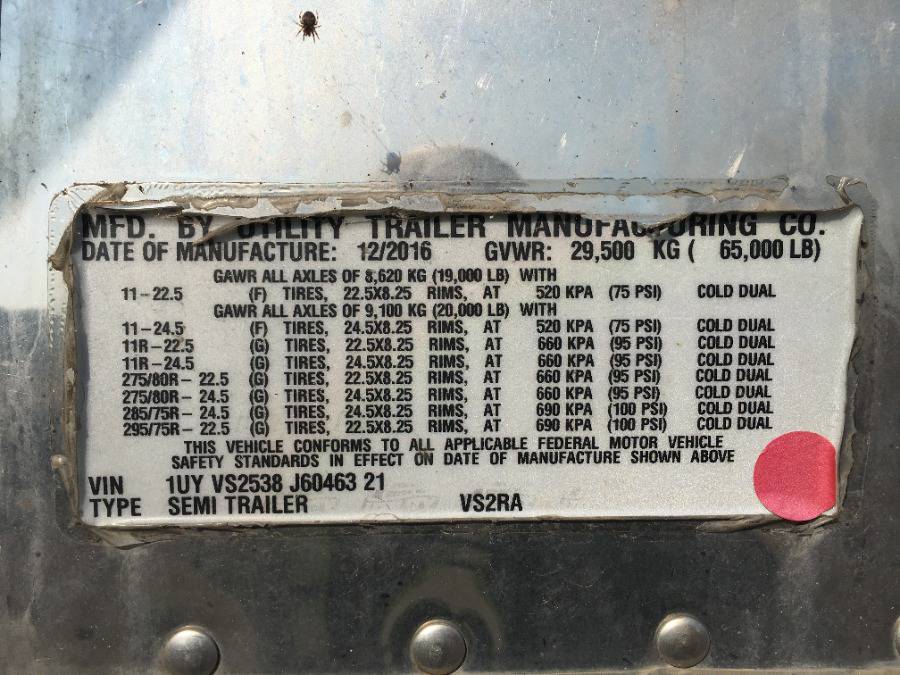 MFD. BY UTILITY TRAILER MANUFACTURING CO.
DATE OF MANUFACTURE: 12/2016 GVWR: 29,500 KG ( 65,000 LB)
GAWR ALL AXLES OF 8,620 KG (19,000 LB) WITH
11-22.5 (F) TIRES, 22.5X8.25 RIMS, AT 520 KPA (75 PSI) COLD DUAL
GAWR ALL AXLES OF 9,100 KG (20,000 LB) WITH
11-24.5 (F) TIRES, 24.5X8.25 RIMS, AT 520 KPA (75 PSI) COLD DUAL
11R-22.5 (G) TIRES, 22.5X8.25 RIMS, AT 660 KPA (95 PSI) COLD DUAL
11R-24.5 (G) TIRES, 24.5X8.25 RIMS, AT 660 KPA (95 PSI) COLD DUAL
275/80R-22.5 (G) TIRES, 22.5X8.25 RIMS, AT 660 KPA (95 PSI) COLD DUAL
275/80R-24.5 (G) TIRES, 24.5X8.25 RIMS, AT 660 KPA (95 PSI) COLD DUAL
285/75R-24.5 (G) TIRES, 24.5X8.25 RIMS, AT 690 KPA (100 PSI) COLD DUAL
295/75R-22.5 (G) TIRES, 22.5X8.25 RIMS, AT 690 KPA (100 PSI) COLD DUAL
THIS VEHICLE CONFORMS TO ALL APPLICABLE FEDERAL MOTOR VEHICLE
SAFETY STANDARDS IN EFFECT ON DATE OF MANUFACTURE SHOWN ABOVE
VIN 1UY VS2538 J60463 21
TYPE SEMI TRAILER VS2RA